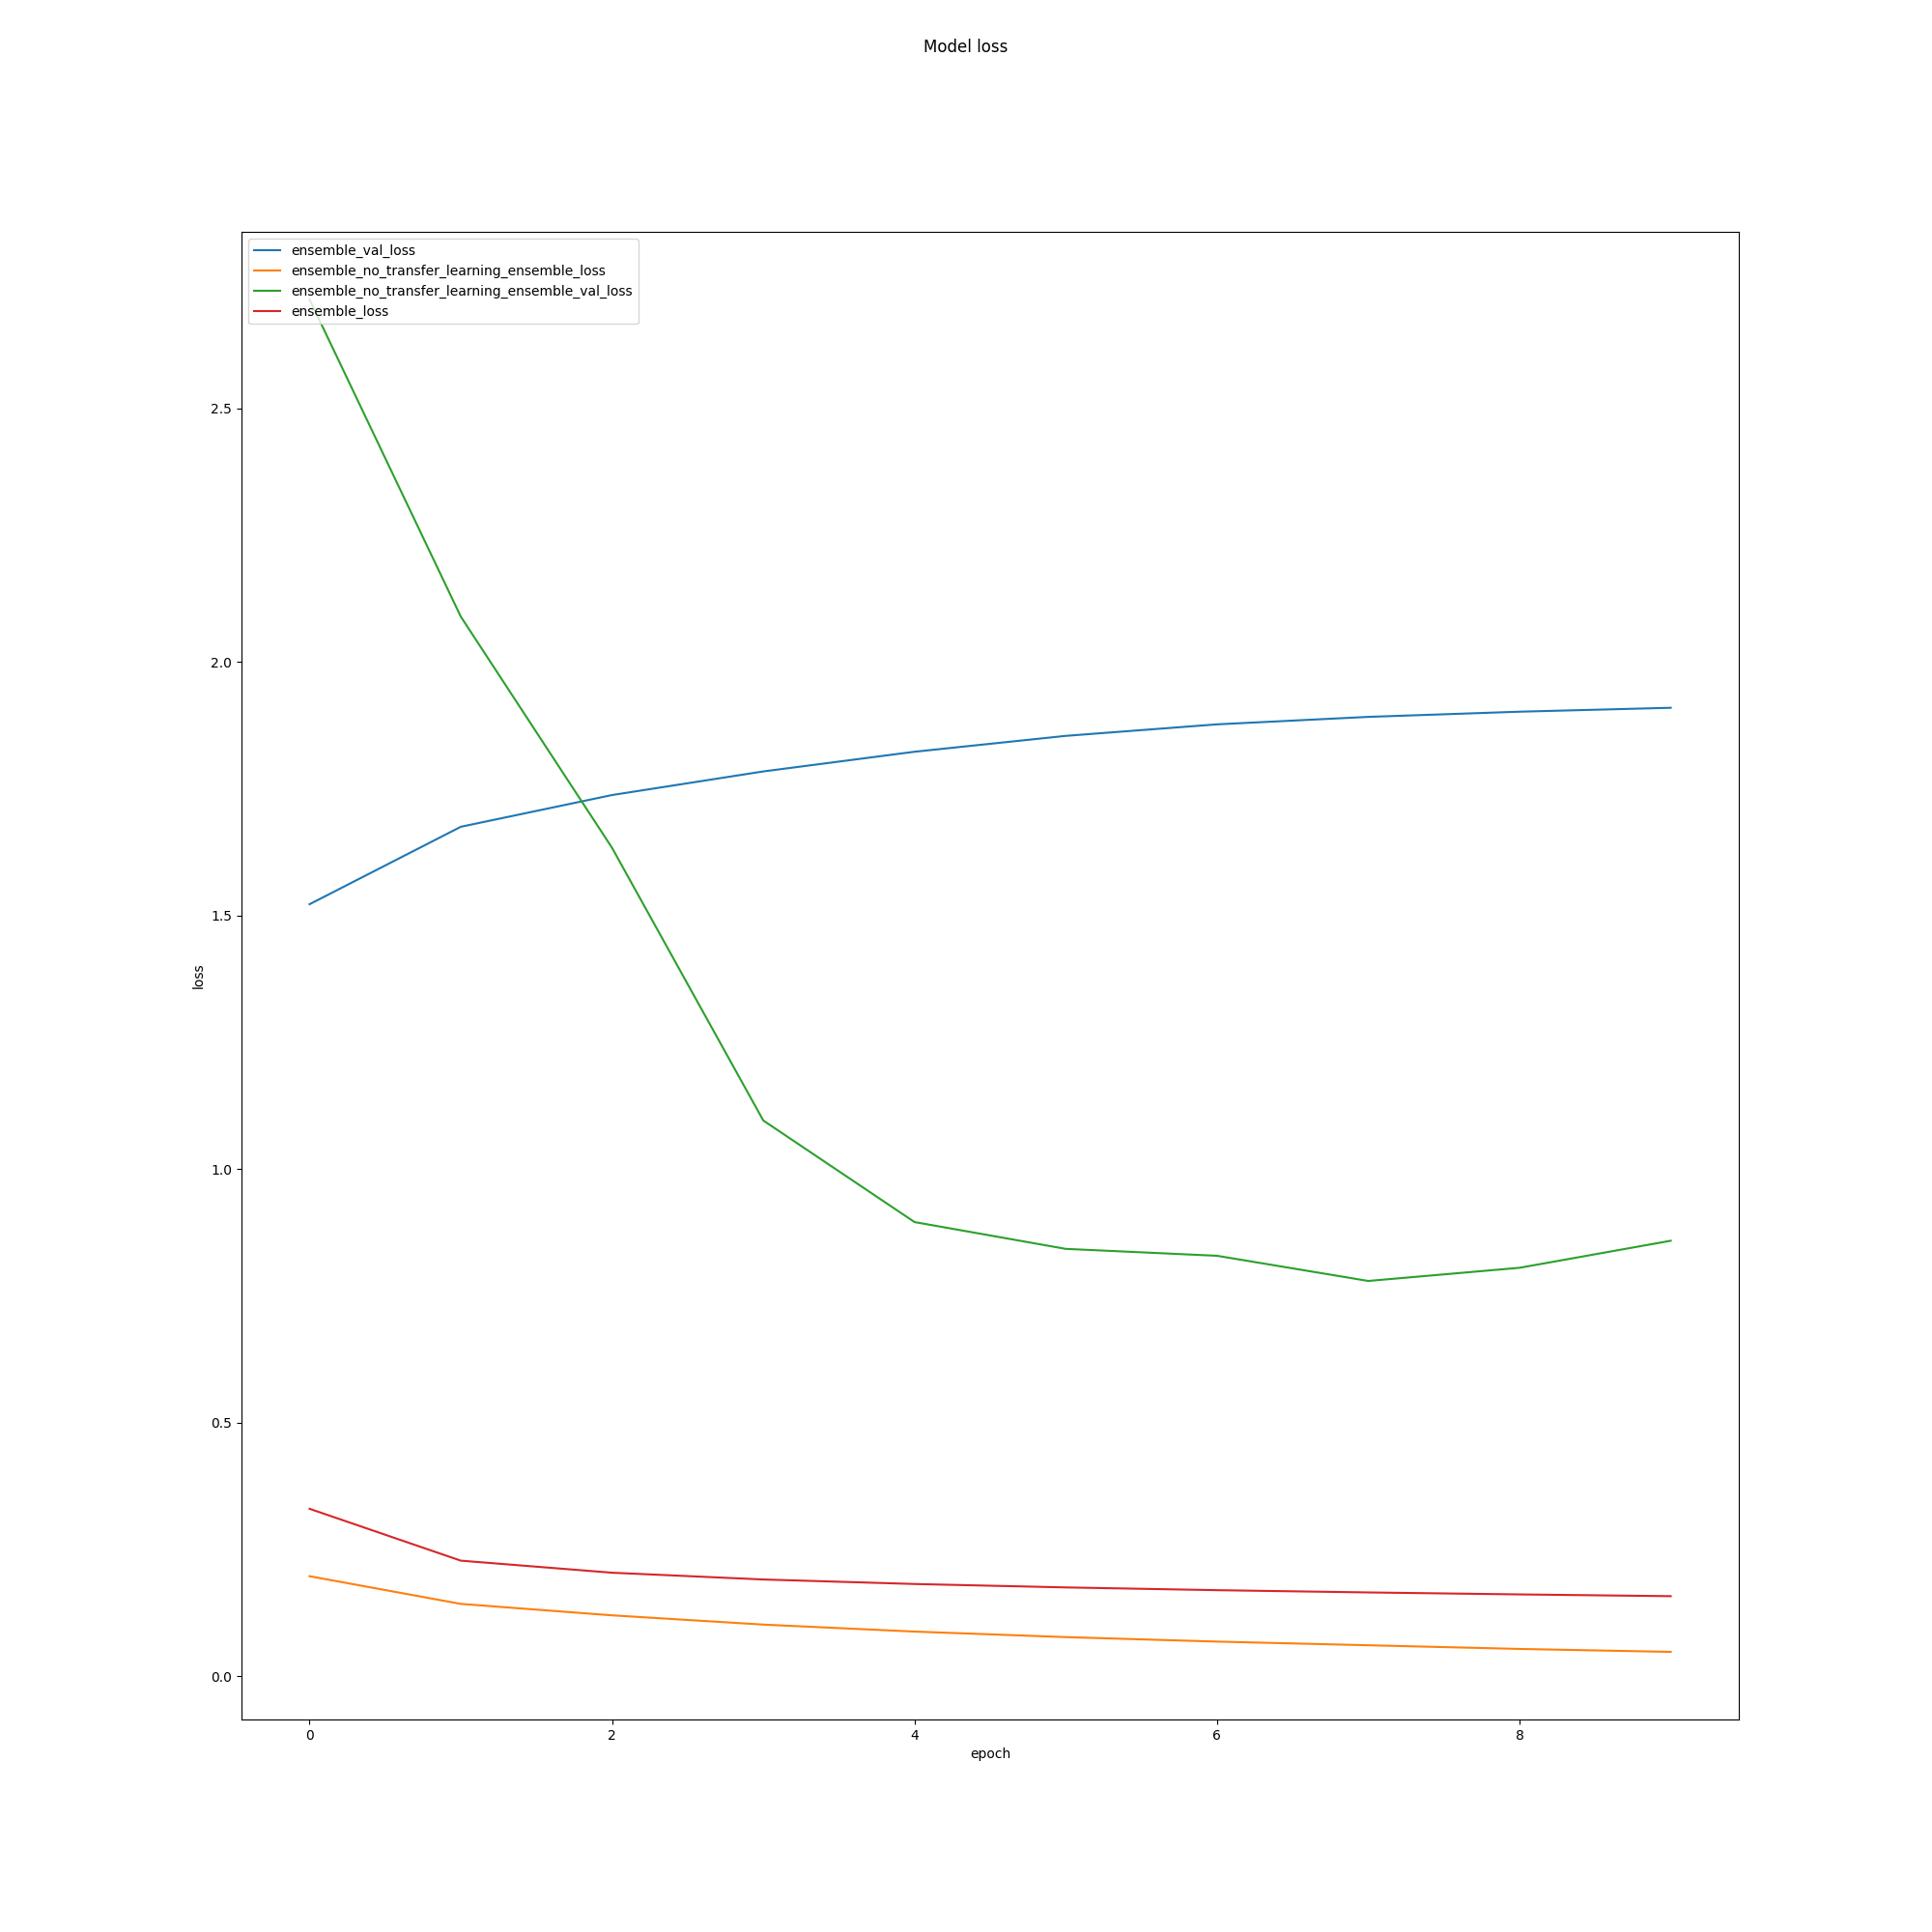 Model loss
ensemble_val_loss
ensemble_no_transfer_learning_ensemble_loss
ensemble_no_transfer_learning_ensemble_val_loss
ensemble_loss
2.5
2.0
1.5
loss
1.0
0.5
0.0
0 2 4 6 8
epoch